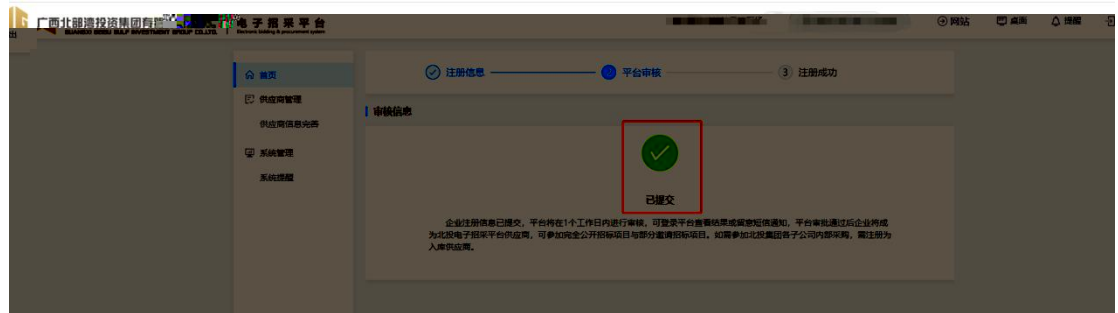 广西北部湾投资集团有
电子招采平台
Electronic bidding & procurement system
网站
桌面
提醒
出
首页
供应商管理
供应商信息完善
系统管理
系统提醒
注册信息
平台审核
3 注册成功
审核信息
已提交
企业注册信息已提交，平台将在1个工作日内进行审核，可登录平台查看结果或留意短信通知，平台审批通过后企业将成
为北投电子招采平台供应商，可参加完全公开招标项目与部分邀请招标项目。如需参加北投集团各子公司内部采购，需注册为
入库供应商。